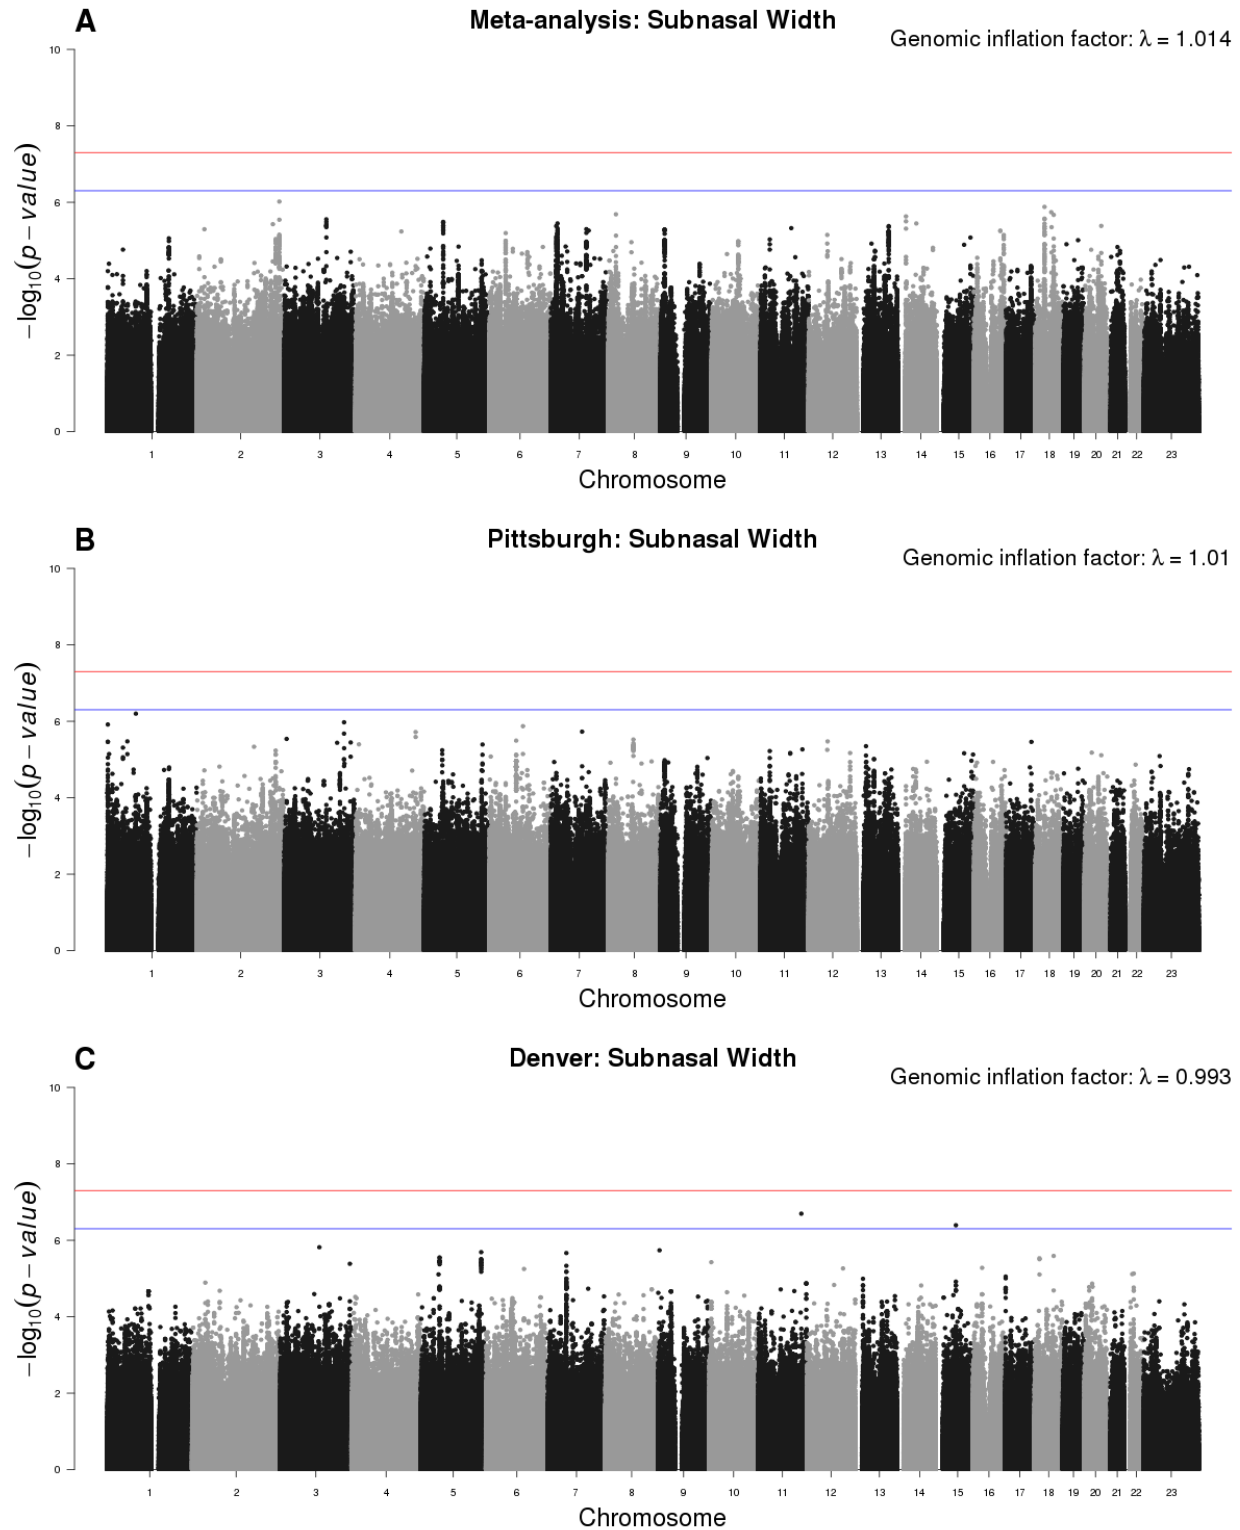 A
Meta-analysis: Subnasal Width
Genomic inflation factor: λ = 1.014
10
8
6
4
2
0
−log₁₀(p − value)
1 2 3 4 5 6 7 8 9 10 11 12 13 14 15 16 17 18 19 20 21 22 23
Chromosome
B
Pittsburgh: Subnasal Width
Genomic inflation factor: λ = 1.01
10
8
6
4
2
0
−log₁₀(p − value)
1 2 3 4 5 6 7 8 9 10 11 12 13 14 15 16 17 18 19 20 21 22 23
Chromosome
C
Denver: Subnasal Width
Genomic inflation factor: λ = 0.993
10
8
6
4
2
0
−log₁₀(p − value)
1 2 3 4 5 6 7 8 9 10 11 12 13 14 15 16 17 18 19 20 21 22 23
Chromosome